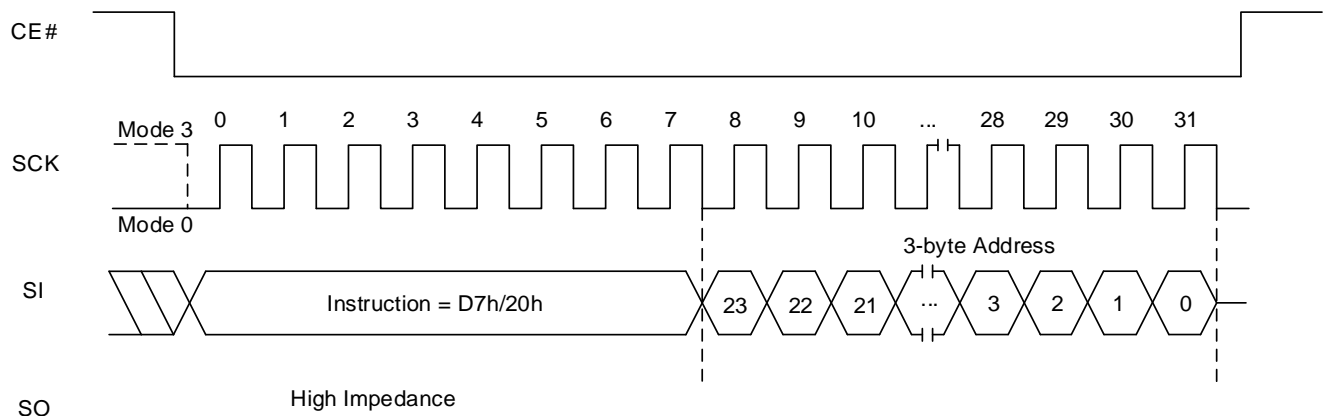 CE#
Mode 3
0 1 2 3 4 5 6 7 8 9 10 ... 28 29 30 31
SCK
Mode 0
3-byte Address
SI
Instruction = D7h/20h
23 22 21 ... 3 2 1 0
High Impedance
SO